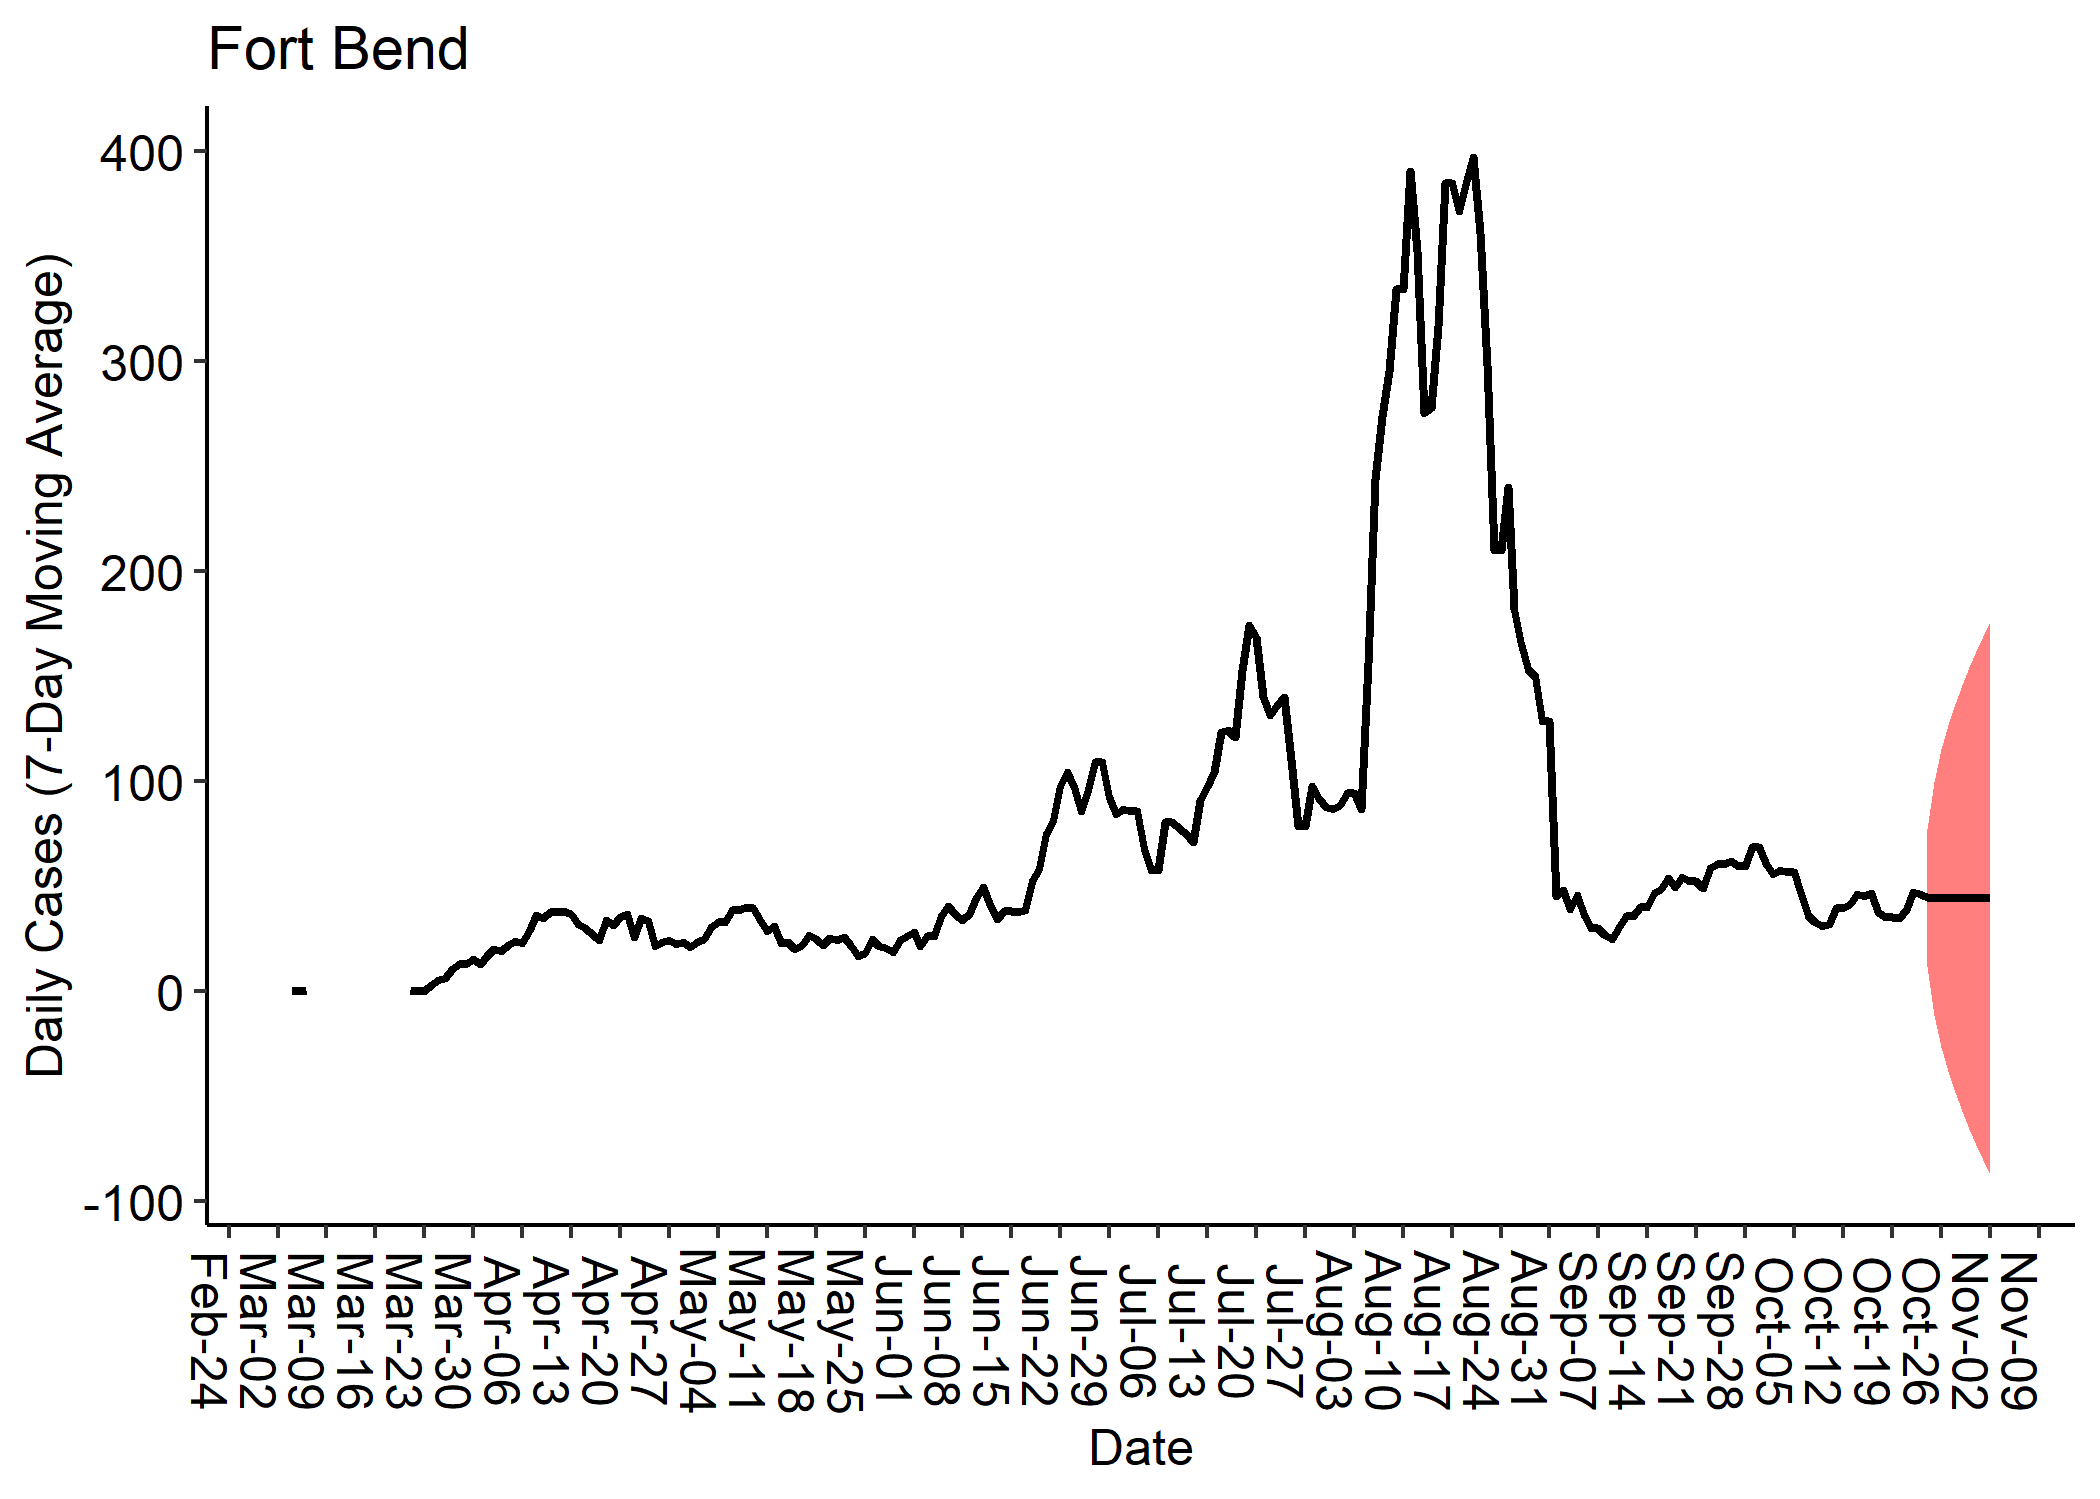 Fort Bend
Daily Cases (7-Day Moving Average)
400
300
200
100
0
-100
Feb-24
Mar-02
Mar-09
Mar-16
Mar-23
Mar-30
Apr-06
Apr-13
Apr-20
Apr-27
May-04
May-11
May-18
May-25
Jun-01
Jun-08
Jun-15
Jun-22
Jun-29
Jul-06
Jul-13
Jul-20
Jul-27
Aug-03
Aug-10
Aug-17
Aug-24
Aug-31
Sep-07
Sep-14
Sep-21
Sep-28
Oct-05
Oct-12
Oct-19
Oct-26
Nov-02
Nov-09
Date